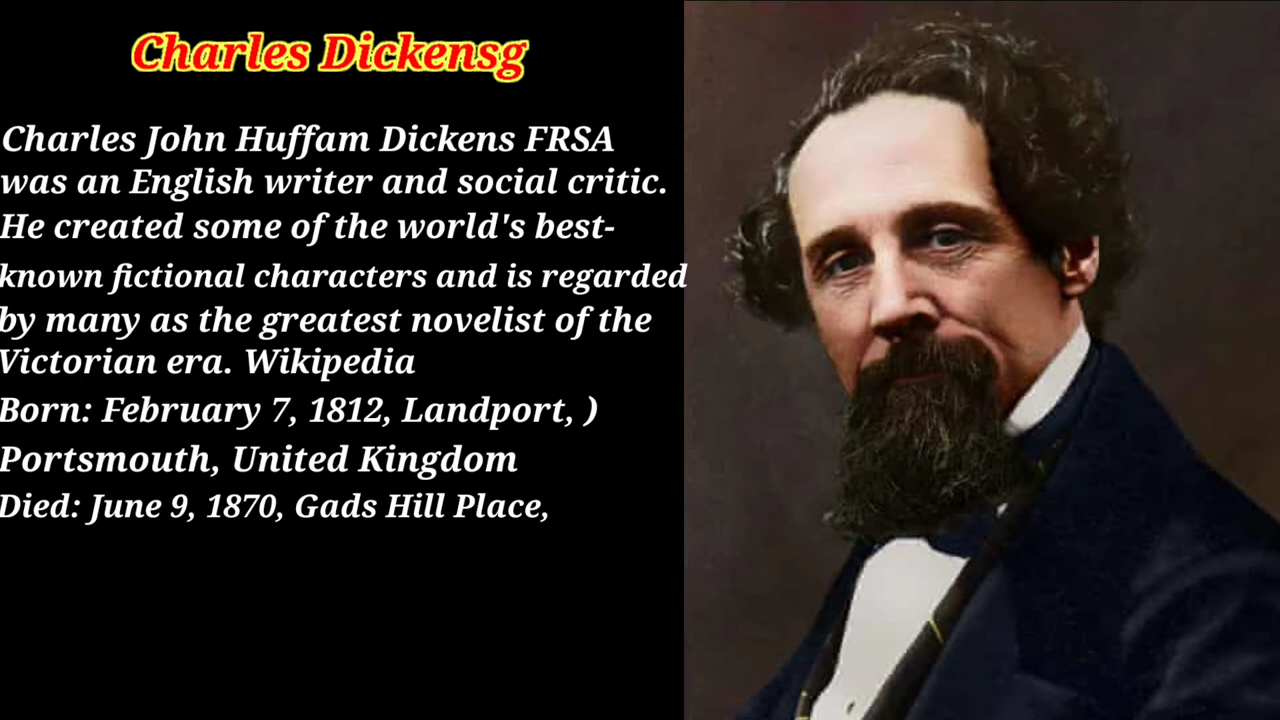 Charles Dickensg
Charles John Huffam Dickens FRSA
was an English writer and social critic.
He created some of the world's best-
known fictional characters and is regarded
by many as the greatest novelist of the
Victorian era. Wikipedia
Born: February 7, 1812, Landport, )
Portsmouth, United Kingdom
Died: June 9, 1870, Gads Hill Place,